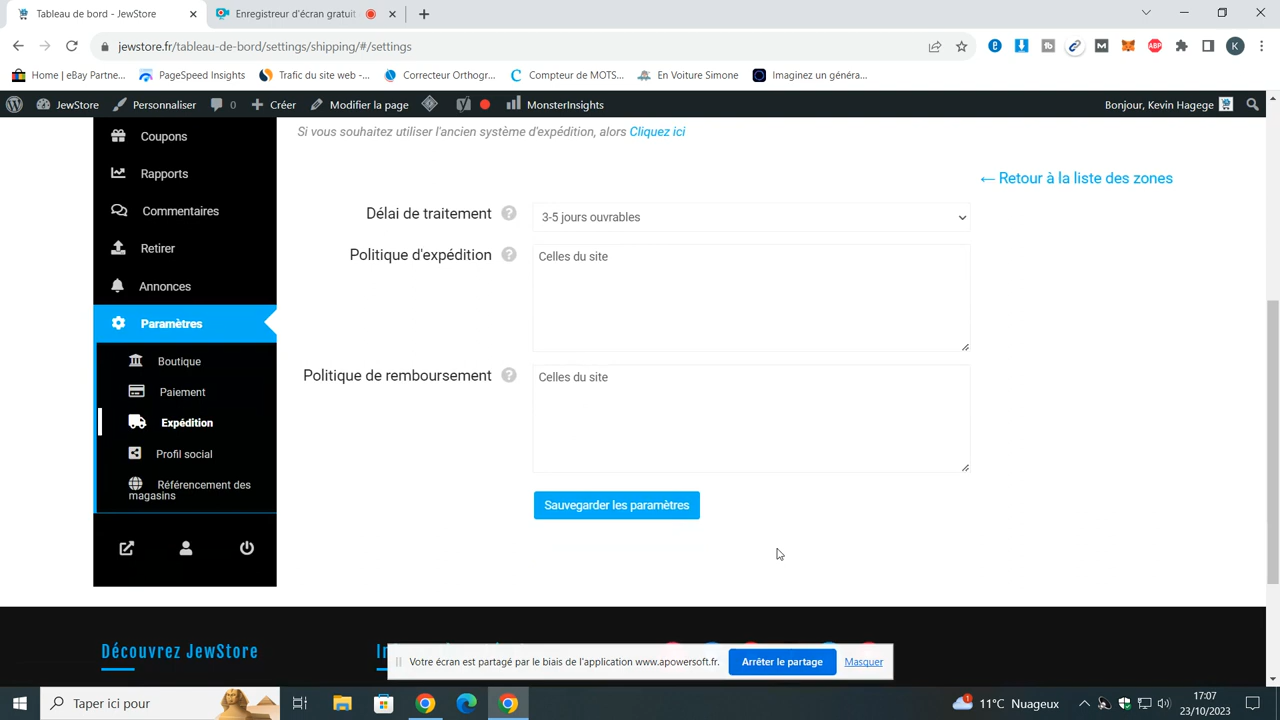 Tableau de bord - JewStore
Enregistreur d'écran gratuit
jewstore.fr/tableau-de-bord/settings/shipping/#/settings
ABP
K
Home | eBay Partne...
PageSpeed Insights
Trafic du site web -...
Correcteur Orthogr...
C
Compteur de MOTS...
En Voiture Simone
Imaginez un généra...
JewStore
Personnaliser
0
Créer
Modifier la page
MonsterInsights
Bonjour, Kevin Hagege
Coupons
Rapports
Commentaires
Retirer
Annonces
Paramètres
Boutique
Paiement
Expédition
Profil social
Référencement des
magasins
Si vous souhaitez utiliser l'ancien système d'expédition, alors Cliquez ici
← Retour à la liste des zones
Délai de traitement ?
3-5 jours ouvrables
Politique d'expédition ?
Celles du site
Politique de remboursement ?
Celles du site
Sauvegarder les paramètres
Découvrez JewStore
Votre écran est partagé par le biais de l'application www.apowersoft.fr.
Arrêter le partage
Masquer
Taper ici pour
1
11°C Nuageux
17:07
23/10/2023